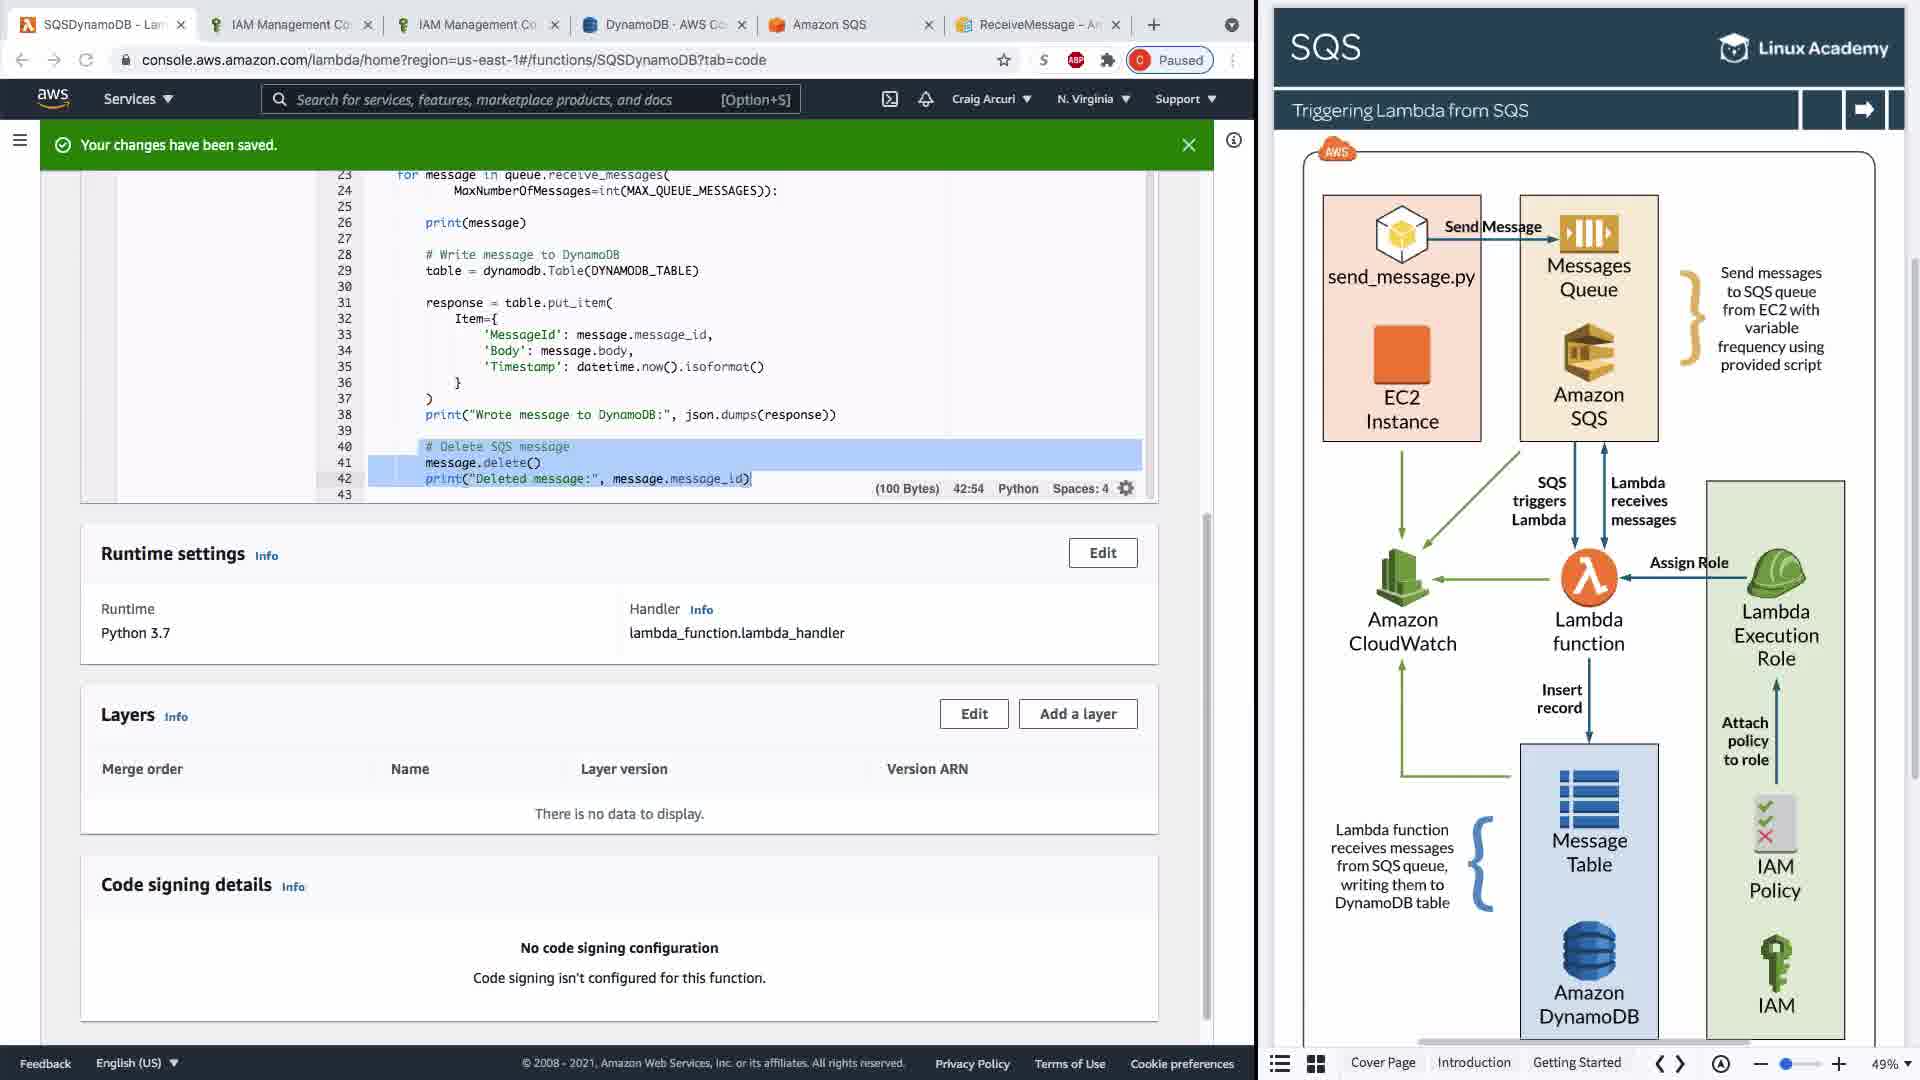 SQSDynamoDB - Lam
IAM Management Co
IAM Management Co
DynamoDB · AWS Co
Amazon SQS
ReceiveMessage - Am
console.aws.amazon.com/lambda/home?region=us-east-1#/functions/SQSDynamoDB?tab=code
S
ABP
C Paused
aws
Services
Search for services, features, marketplace products, and docs [Option+S]
Craig Arcuri
N. Virginia
Support
Your changes have been saved.
23 for message in queue.receive_messages(
24 MaxNumberOfMessages=int(MAX_QUEUE_MESSAGES)):
25
26 print(message)
27
28 # Write message to DynamoDB
29 table = dynamodb.Table(DYNAMODB_TABLE)
30
31 response = table.put_item(
32 Item={
33 'MessageId': message.message_id,
34 'Body': message.body,
35 'Timestamp': datetime.now().isoformat()
36 }
37 )
38 print("Wrote message to DynamoDB:", json.dumps(response))
39
40 # Delete SQS message
41 message.delete()
42 print("Deleted message:", message.message_id)
43
(100 Bytes) 42:54 Python Spaces: 4
Runtime settings Info
Edit
Runtime
Python 3.7
Handler Info
lambda_function.lambda_handler
Layers Info
Edit
Add a layer
Merge order Name Layer version Version ARN
There is no data to display.
Code signing details Info
No code signing configuration
Code signing isn't configured for this function.
Feedback
English (US)
© 2008 - 2021, Amazon Web Services, Inc. or its affiliates. All rights reserved.
Privacy Policy
Terms of Use
Cookie preferences
SQS
Linux Academy
Triggering Lambda from SQS
AWS
Send Message
send_message.py
EC2
Instance
Messages
Queue
Amazon
SQS
Send messages
to SQS queue
from EC2 with
variable
frequency using
provided script
SQS
triggers
Lambda
Lambda
receives
messages
Assign Role
Amazon
CloudWatch
Lambda
function
Lambda
Execution
Role
Insert
record
Attach
policy
to role
Lambda function
receives messages
from SQS queue,
writing them to
DynamoDB table
Message
Table
IAM
Policy
Amazon
DynamoDB
IAM
Cover Page
Introduction
Getting Started
49%